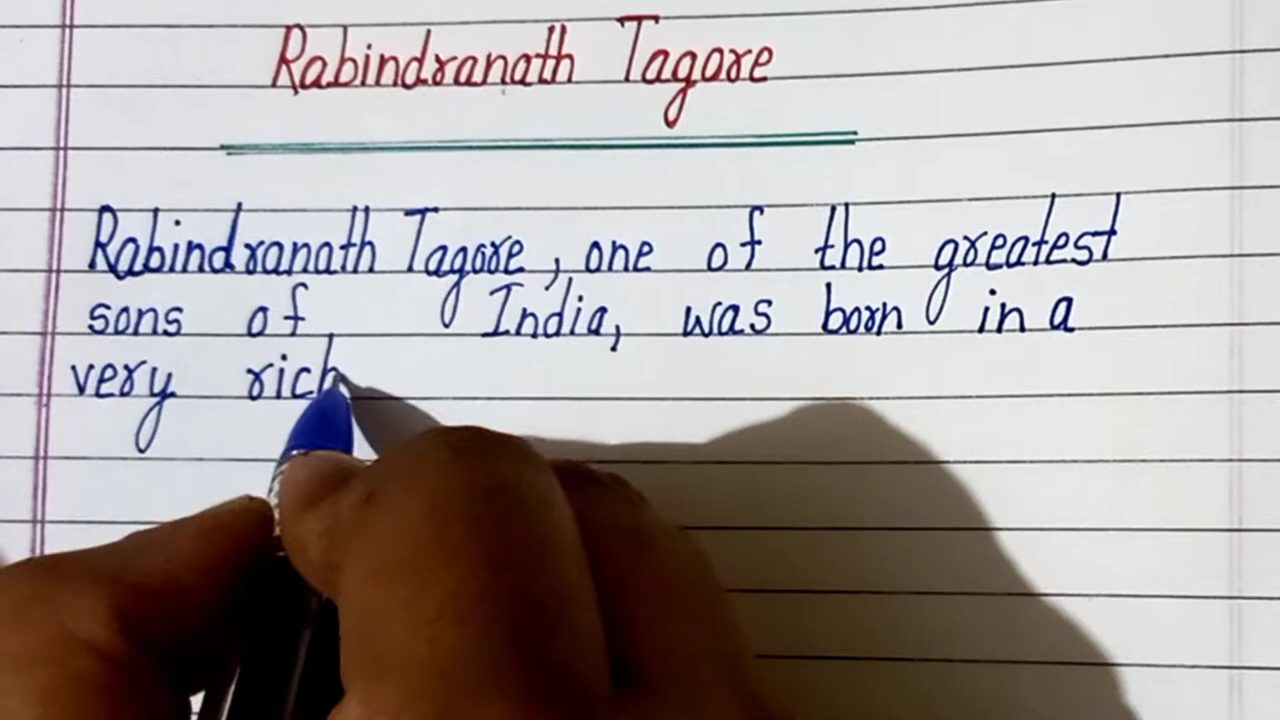 Rabindranath Tagore
Rabindranath Tagore, one of the greatest
sons of India, was born in a
very rich